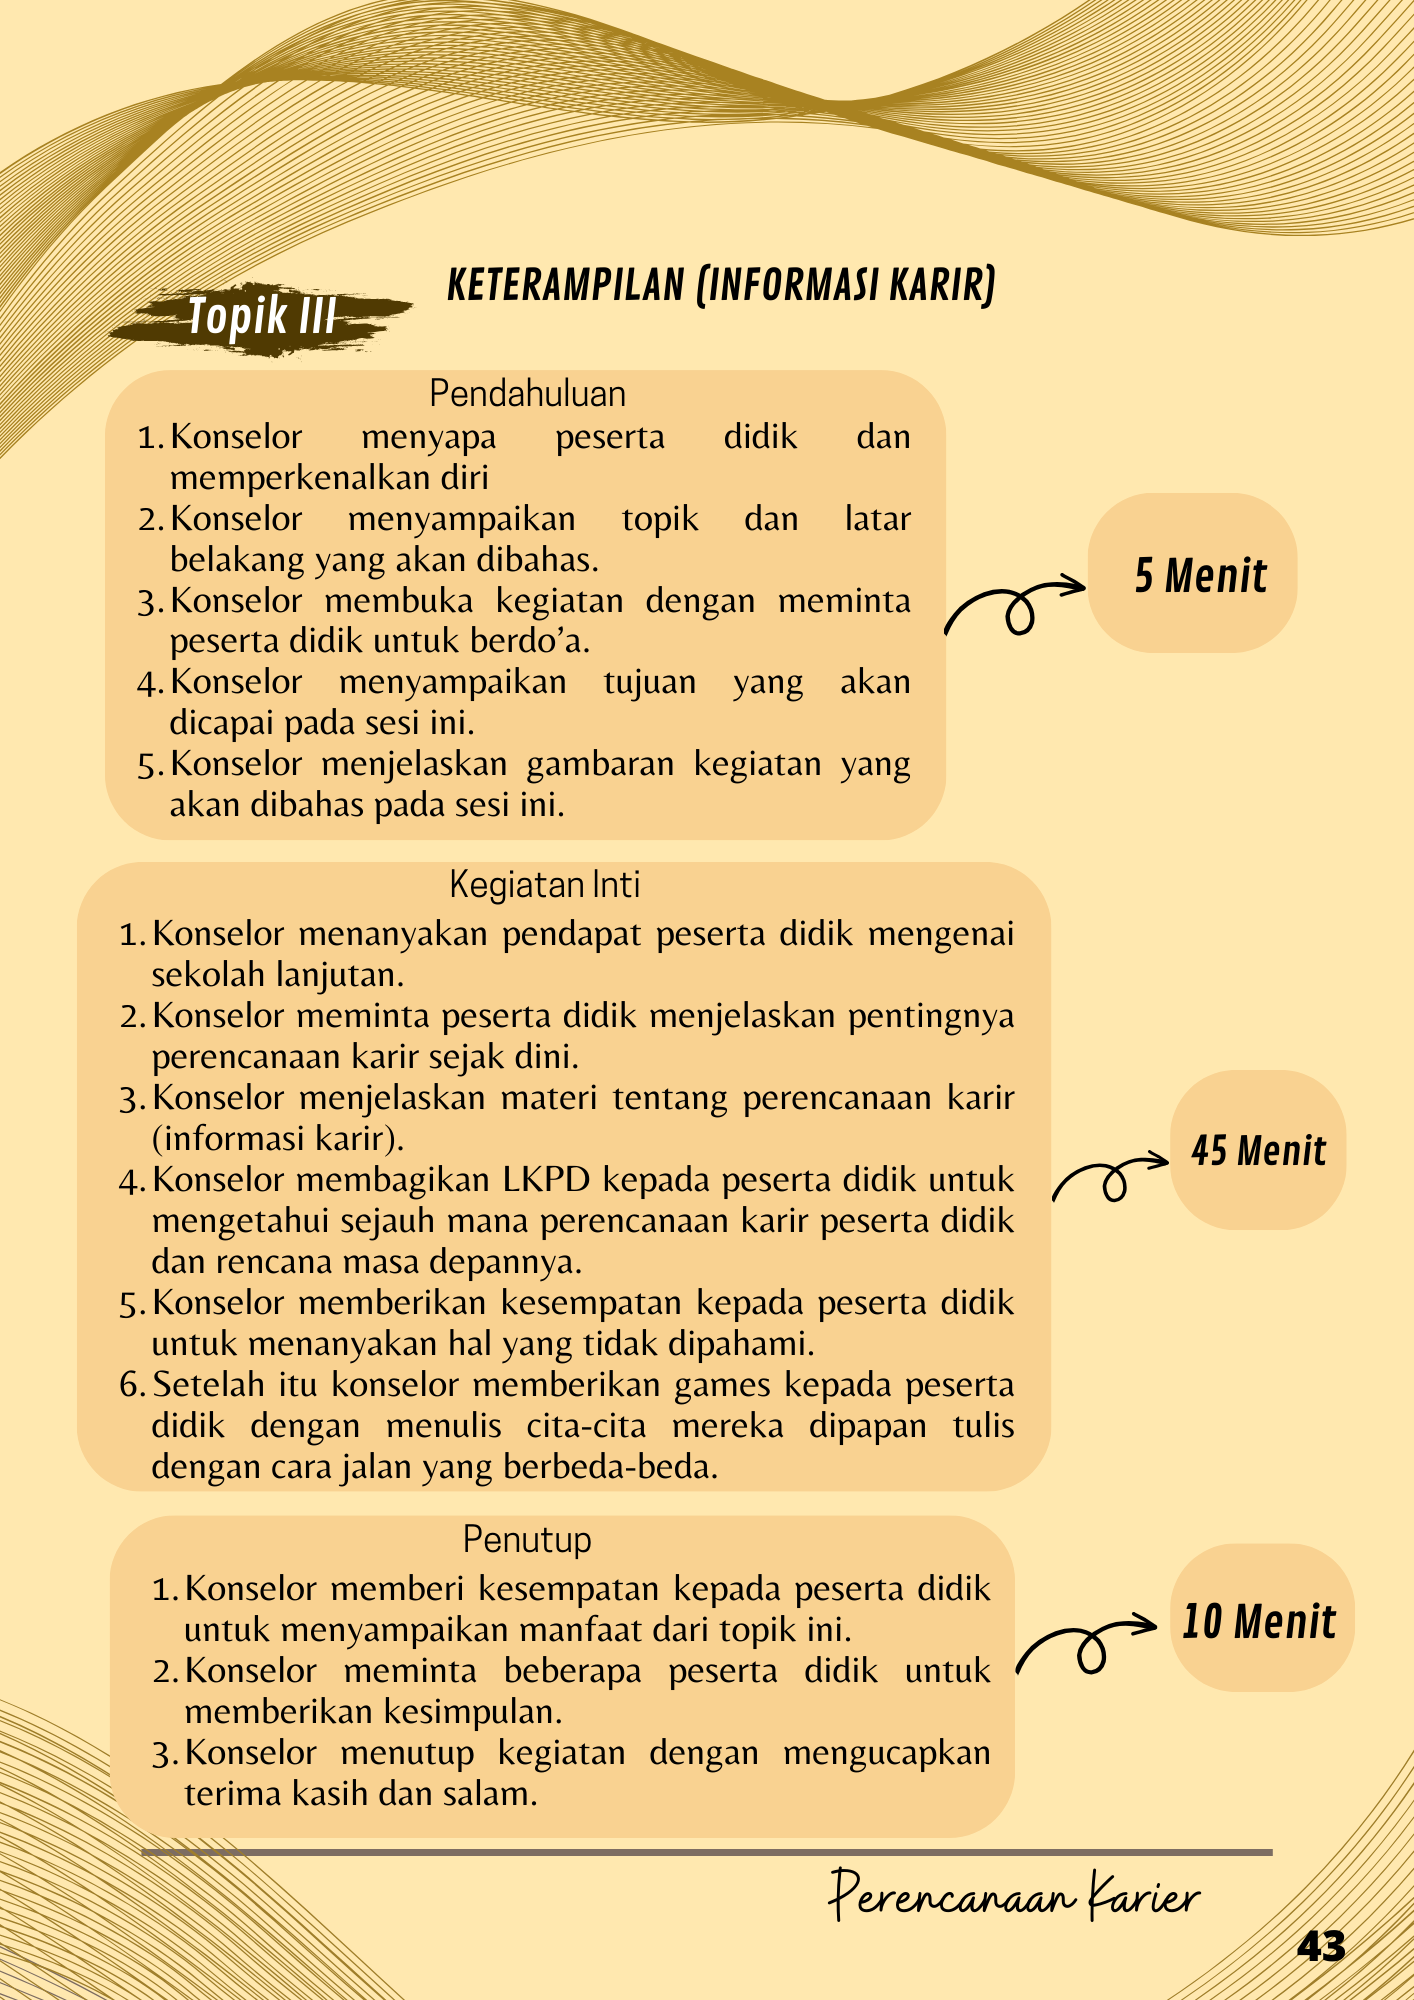 KETERAMPILAN (INFORMASI KARIR)
Topik III
Pendahuluan
1. Konselor menyapa peserta didik dan
memperkenalkan diri
2. Konselor menyampaikan topik dan latar
belakang yang akan dibahas.
3. Konselor membuka kegiatan dengan meminta
peserta didik untuk berdo’a.
4. Konselor menyampaikan tujuan yang akan
dicapai pada sesi ini.
5. Konselor menjelaskan gambaran kegiatan yang
akan dibahas pada sesi ini.
5 Menit
Kegiatan Inti
1. Konselor menanyakan pendapat peserta didik mengenai
sekolah lanjutan.
2. Konselor meminta peserta didik menjelaskan pentingnya
perencanaan karir sejak dini.
3. Konselor menjelaskan materi tentang perencanaan karir
(informasi karir).
4. Konselor membagikan LKPD kepada peserta didik untuk
mengetahui sejauh mana perencanaan karir peserta didik
dan rencana masa depannya.
5. Konselor memberikan kesempatan kepada peserta didik
untuk menanyakan hal yang tidak dipahami.
6. Setelah itu konselor memberikan games kepada peserta
didik dengan menulis cita-cita mereka dipapan tulis
dengan cara jalan yang berbeda-beda.
45 Menit
Penutup
1. Konselor memberi kesempatan kepada peserta didik
untuk menyampaikan manfaat dari topik ini.
2. Konselor meminta beberapa peserta didik untuk
memberikan kesimpulan.
3. Konselor menutup kegiatan dengan mengucapkan
terima kasih dan salam.
10 Menit
Perencanaan Karier
43